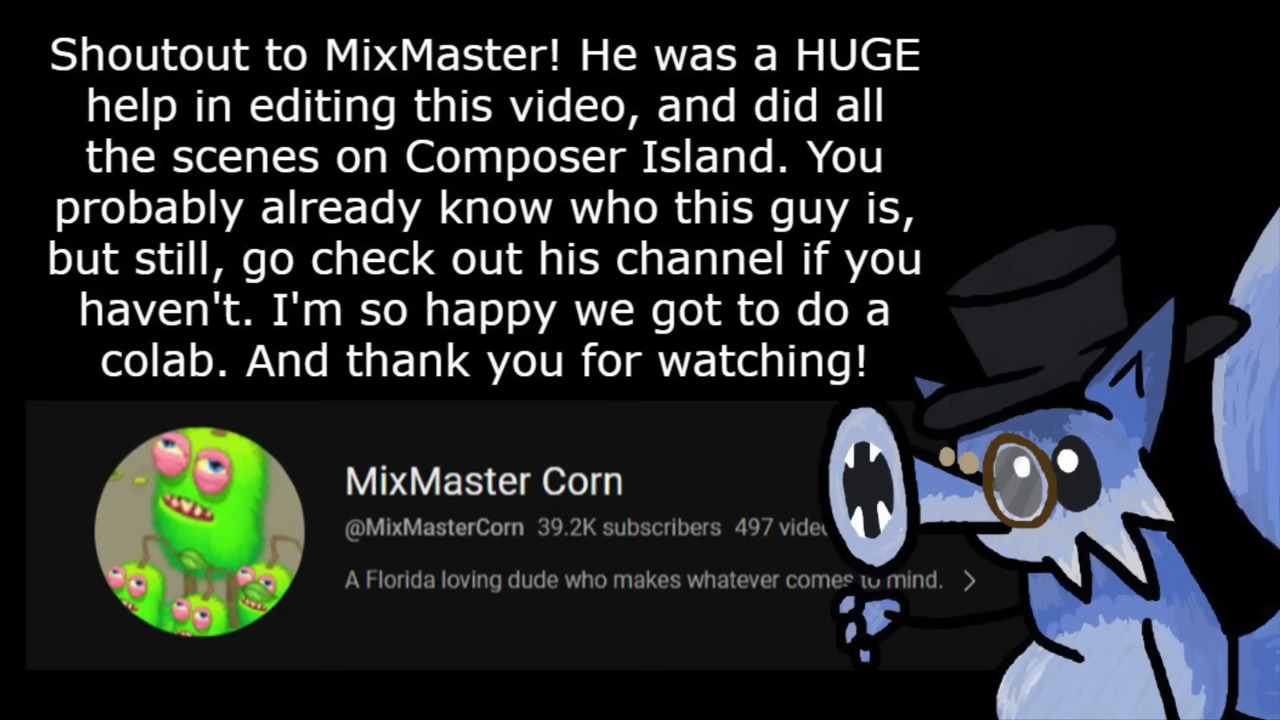 Shoutout to MixMaster! He was a HUGE
help in editing this video, and did all
the scenes on Composer Island. You
probably already know who this guy is,
but still, go check out his channel if you
haven't. I'm so happy we got to do a
colab. And thank you for watching!
MixMaster Corn
@MixMasterCorn 39.2K subscribers 497
A Florida loving dude who makes whatever comes to mind.